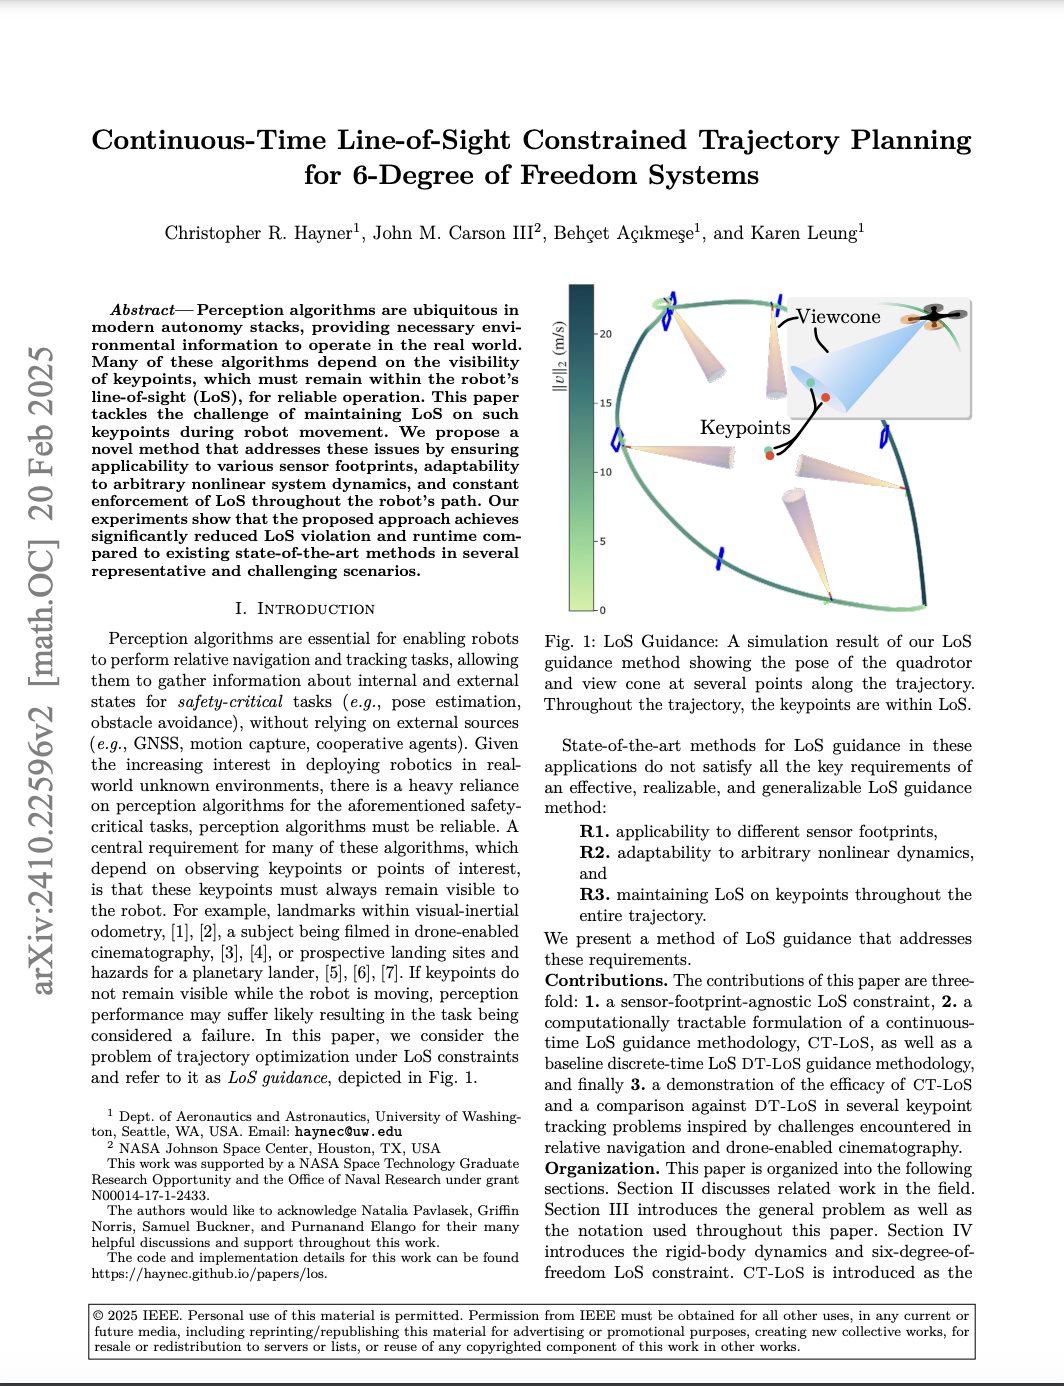 Continuous-Time Line-of-Sight Constrained Trajectory Planning
for 6-Degree of Freedom Systems
Christopher R. Hayner¹, John M. Carson III², Behçet Açıkmeşe¹, and Karen Leung¹
arXiv:2410.22596v2 [math.OC] 20 Feb 2025
Abstract—Perception algorithms are ubiquitous in
modern autonomy stacks, providing necessary envi-
ronmental information to operate in the real world.
Many of these algorithms depend on the visibility
of keypoints, which must remain within the robot's
line-of-sight (LoS), for reliable operation. This paper
tackles the challenge of maintaining LoS on such
keypoints during robot movement. We propose a
novel method that addresses these issues by ensuring
applicability to various sensor footprints, adaptability
to arbitrary nonlinear system dynamics, and constant
enforcement of LoS throughout the robot's path. Our
experiments show that the proposed approach achieves
significantly reduced LoS violation and runtime com-
pared to existing state-of-the-art methods in several
representative and challenging scenarios.
I. Introduction
Perception algorithms are essential for enabling robots
to perform relative navigation and tracking tasks, allowing
them to gather information about internal and external
states for safety-critical tasks (e.g., pose estimation,
obstacle avoidance), without relying on external sources
(e.g., GNSS, motion capture, cooperative agents). Given
the increasing interest in deploying robotics in real-
world unknown environments, there is a heavy reliance
on perception algorithms for the aforementioned safety-
critical tasks, perception algorithms must be reliable. A
central requirement for many of these algorithms, which
depend on observing keypoints or points of interest,
is that these keypoints must always remain visible to
the robot. For example, landmarks within visual-inertial
odometry, [1], [2], a subject being filmed in drone-enabled
cinematography, [3], [4], or prospective landing sites and
hazards for a planetary lander, [5], [6], [7]. If keypoints do
not remain visible while the robot is moving, perception
performance may suffer likely resulting in the task being
considered a failure. In this paper, we consider the
problem of trajectory optimization under LoS constraints
and refer to it as LoS guidance, depicted in Fig. 1.
¹ Dept. of Aeronautics and Astronautics, University of Washing-
ton, Seattle, WA, USA. Email: haynec@uw.edu
² NASA Johnson Space Center, Houston, TX, USA
This work was supported by a NASA Space Technology Graduate
Research Opportunity and the Office of Naval Research under grant
N00014-17-1-2433.
The authors would like to acknowledge Natalia Pavlasek, Griffin
Norris, Samuel Buckner, and Purnanand Elango for their many
helpful discussions and support throughout this work.
The code and implementation details for this work can be found
https://haynec.github.io/papers/los.
‖v‖₂ (m/s)
20
15
10
5
0
Viewcone
Keypoints
Fig. 1: LoS Guidance: A simulation result of our LoS
guidance method showing the pose of the quadrotor
and view cone at several points along the trajectory.
Throughout the trajectory, the keypoints are within LoS.
State-of-the-art methods for LoS guidance in these
applications do not satisfy all the key requirements of
an effective, realizable, and generalizable LoS guidance
method:
R1. applicability to different sensor footprints,
R2. adaptability to arbitrary nonlinear dynamics,
and
R3. maintaining LoS on keypoints throughout the
entire trajectory.
We present a method of LoS guidance that addresses
these requirements.
Contributions. The contributions of this paper are three-
fold: 1. a sensor-footprint-agnostic LoS constraint, 2. a
computationally tractable formulation of a continuous-
time LoS guidance methodology, CT-LoS, as well as a
baseline discrete-time LoS DT-LoS guidance methodology,
and finally 3. a demonstration of the efficacy of CT-LoS
and a comparison against DT-LoS in several keypoint
tracking problems inspired by challenges encountered in
relative navigation and drone-enabled cinematography.
Organization. This paper is organized into the following
sections. Section II discusses related work in the field.
Section III introduces the general problem as well as
the notation used throughout this paper. Section IV
introduces the rigid-body dynamics and six-degree-of-
freedom LoS constraint. CT-LoS is introduced as the
© 2025 IEEE. Personal use of this material is permitted. Permission from IEEE must be obtained for all other uses, in any current or
future media, including reprinting/republishing this material for advertising or promotional purposes, creating new collective works, for
resale or redistribution to servers or lists, or reuse of any copyrighted component of this work in other works.